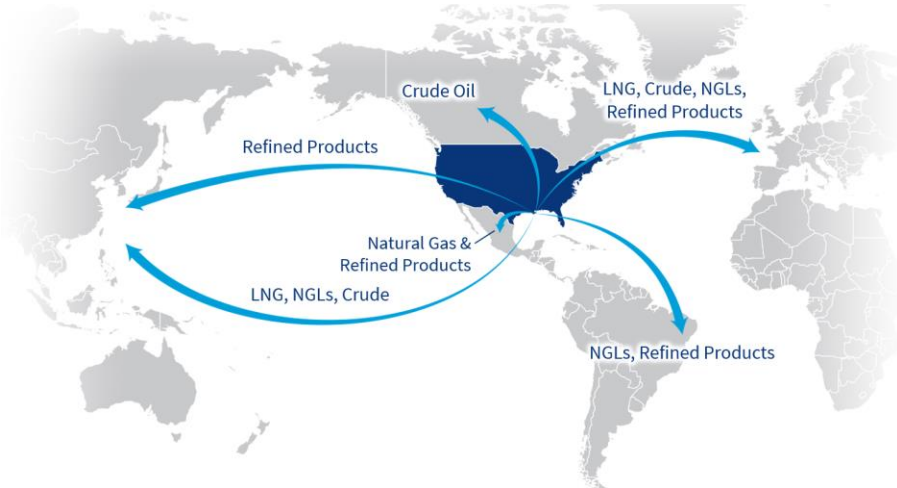 Crude Oil
LNG, Crude, NGLs,
Refined Products
Refined Products
Natural Gas &
Refined Products
LNG, NGLs, Crude
NGLs, Refined Products